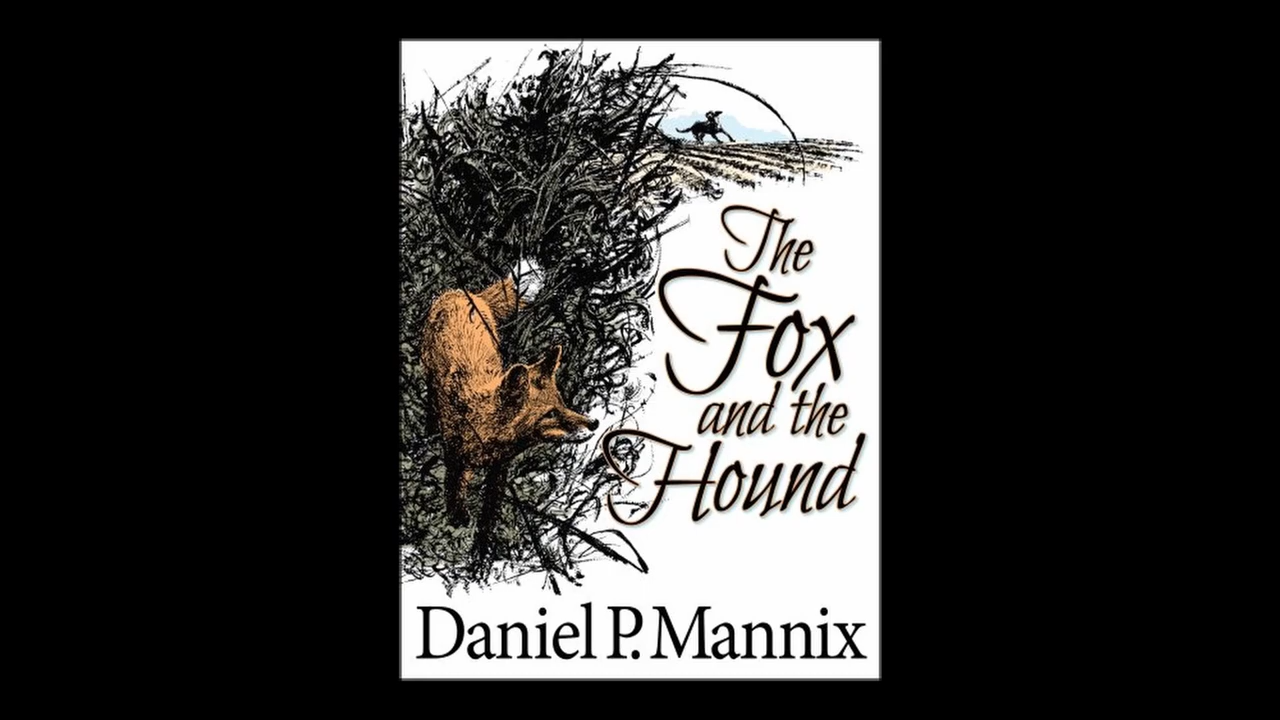 The
Fox
and the
Hound
Daniel P. Mannix